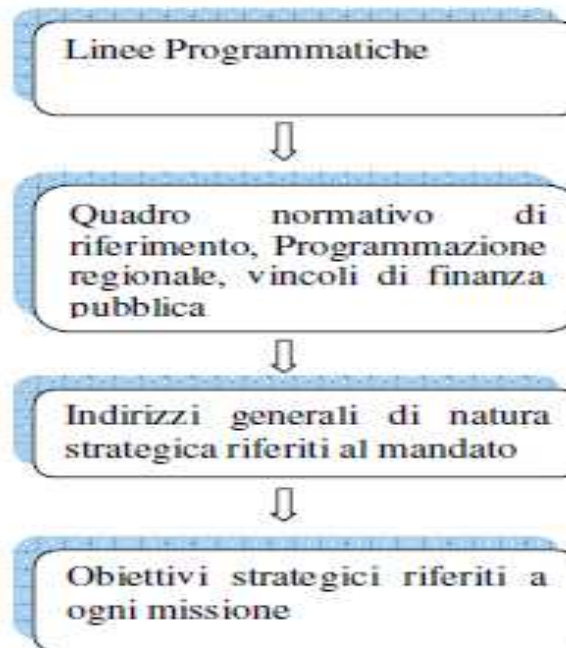 Linee Programmatiche
Quadro normativo di
riferimento, Programmazione
regionale, vincoli di finanza
pubblica
Indirizzi generali di natura
strategica riferiti al mandato
Obiettivi strategici riferiti a
ogni missione